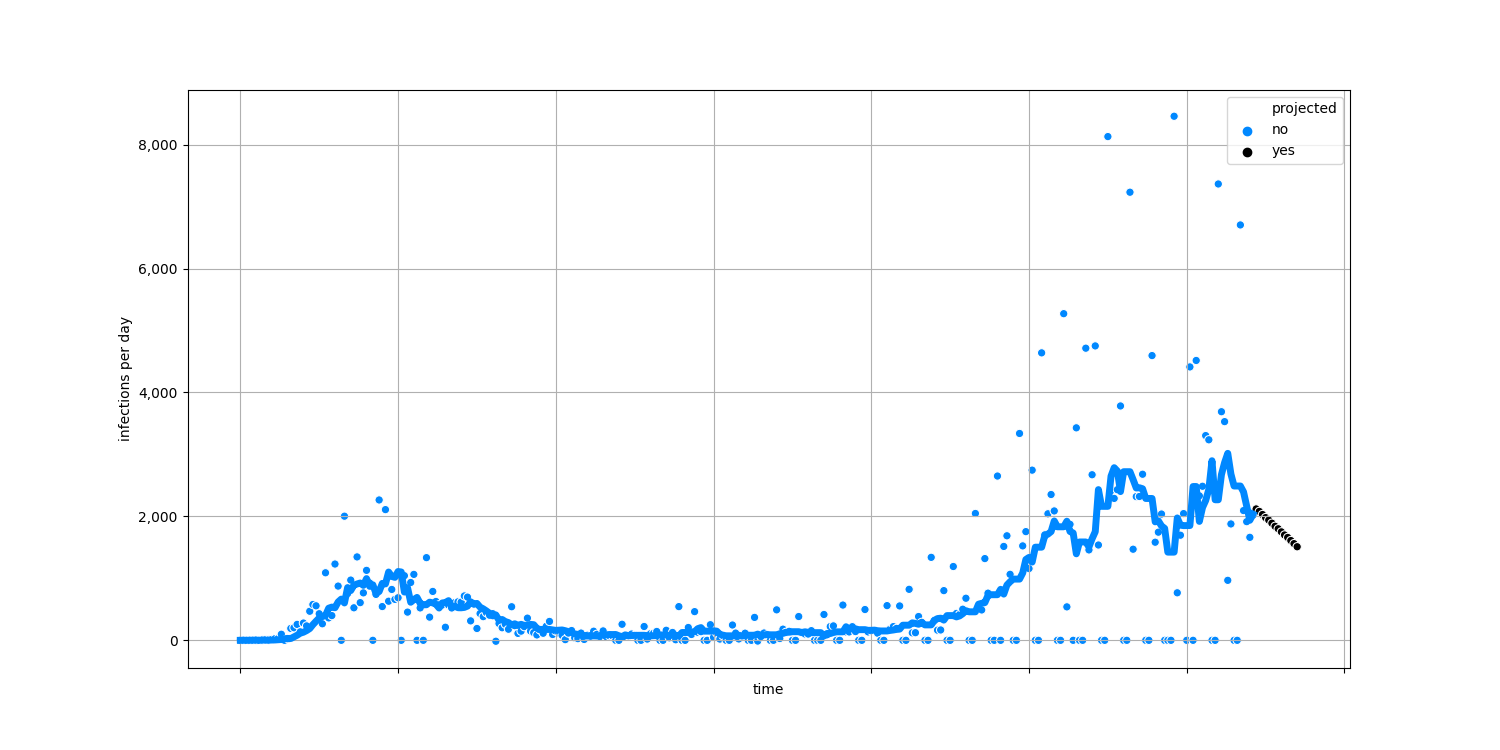 projected
no
yes
8,000
6,000
4,000
2,000
0
infections per day
time